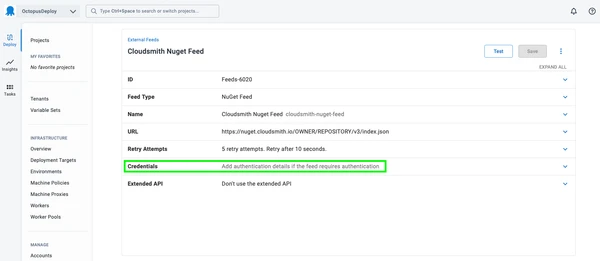 OctopusDeploy
Type Ctrl+Space to search or switch projects...
Deploy
Insights
Tasks
Projects
MY FAVORITES
No favorite projects
Tenants
Variable Sets
INFRASTRUCTURE
Overview
Deployment Targets
Environments
Machine Policies
Machine Proxies
Workers
Worker Pools
MANAGE
Accounts
External Feeds
Cloudsmith Nuget Feed
Test
Save
EXPAND ALL
ID Feeds-6020
Feed Type NuGet Feed
Name Cloudsmith Nuget Feed cloudsmith-nuget-feed
URL https://nuget.cloudsmith.io/OWNER/REPOSITORY/v3/index.json
Retry Attempts 5 retry attempts. Retry after 10 seconds.
Credentials Add authentication details if the feed requires authentication
Extended API Don't use the extended API